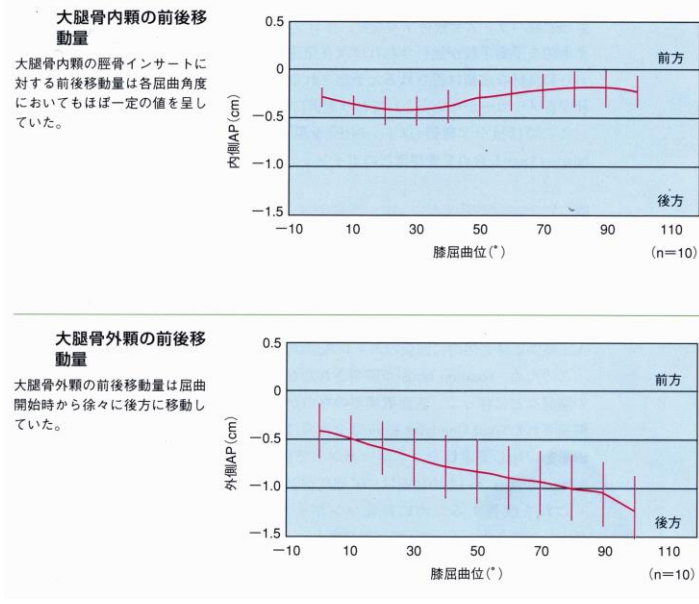 大腿骨内顆の前後移
動量
大腿骨内顆の脛骨インサートに
対する前後移動量は各屈曲角度
においてもほぼ一定の値を呈し
ていた。
内側AP(cm)
0.5
0
−0.5
−1.0
−1.5
前方
後方
−10 10 30 50 70 90 110
膝屈曲位(°)
(n=10)
大腿骨外顆の前後移
動量
大腿骨外顆の前後移動量は屈曲
開始時から徐々に後方に移動し
ていた。
外側AP(cm)
0.5
0
−0.5
−1.0
−1.5
前方
後方
−10 10 30 50 70 90 110
膝屈曲位(°)
(n=10)